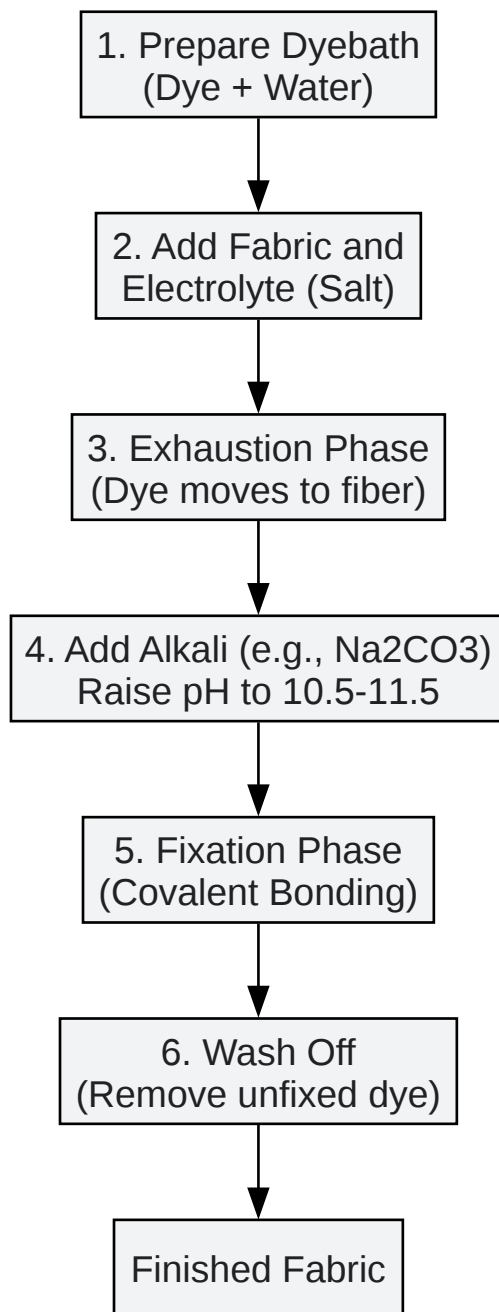 1. Prepare Dyebath
(Dye + Water)
2. Add Fabric and
Electrolyte (Salt)
3. Exhaustion Phase
(Dye moves to fiber)
4. Add Alkali (e.g., Na2CO3)
Raise pH to 10.5-11.5
5. Fixation Phase
(Covalent Bonding)
6. Wash Off
(Remove unfixed dye)
Finished Fabric